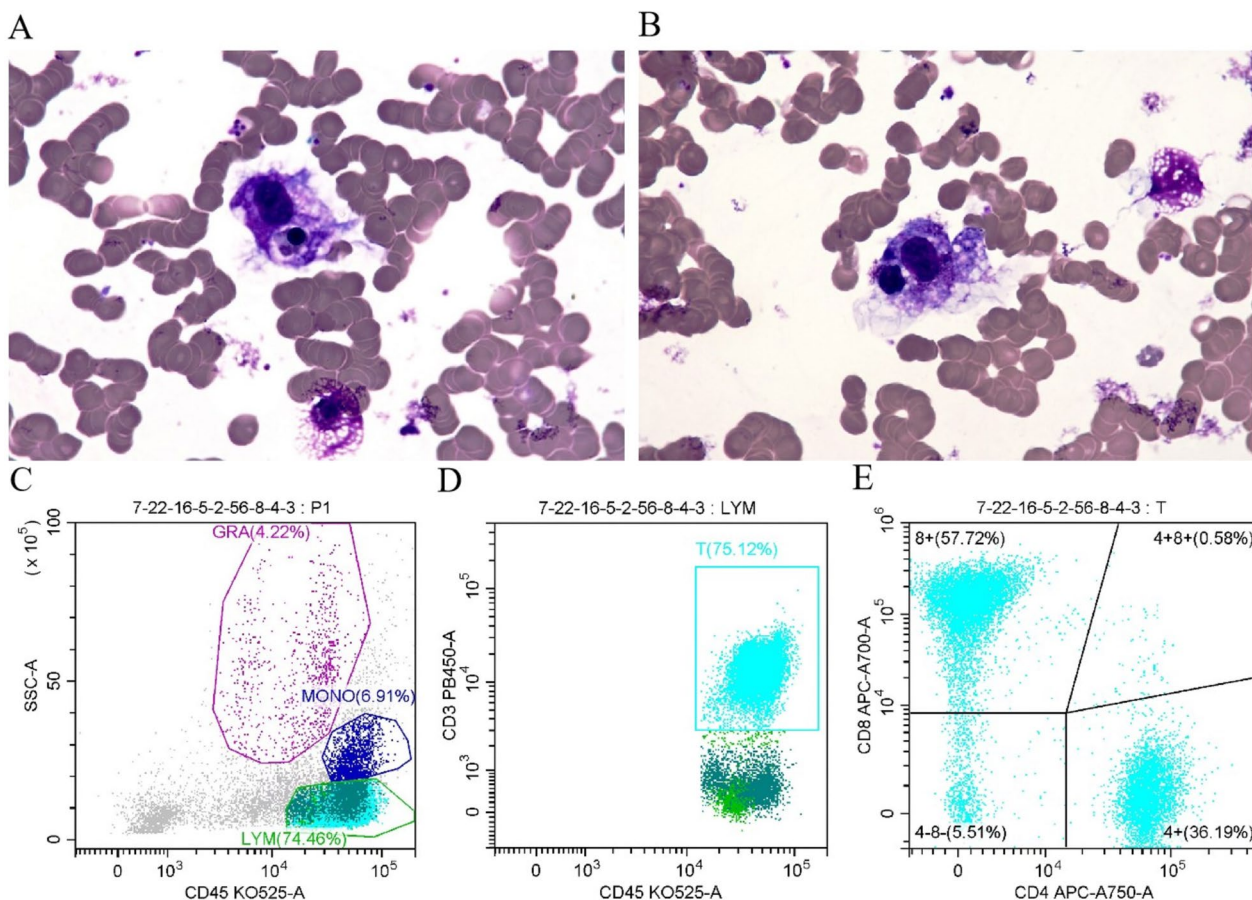 A
B
C
7-22-16-5-2-56-8-4-3 : P1
(x 10⁵)
100
50
0
SSC-A
GRA(4.22%)
MONO(6.91%)
LYM(74.46%)
0
10³
10⁴
10⁵
CD45 KO525-A
D
7-22-16-5-2-56-8-4-3 : LYM
T(75.12%)
10⁵
10⁴
10³
0
CD3 PB450-A
0
10³
10⁴
10⁵
CD45 KO525-A
E
7-22-16-5-2-56-8-4-3 : T
10⁶
8+(57.72%)
4+8+(0.58%)
10⁵
10⁴
0
CD8 APC-A700-A
4-8-(5.51%)
4+(36.19%)
0
10⁴
10⁵
CD4 APC-A750-A